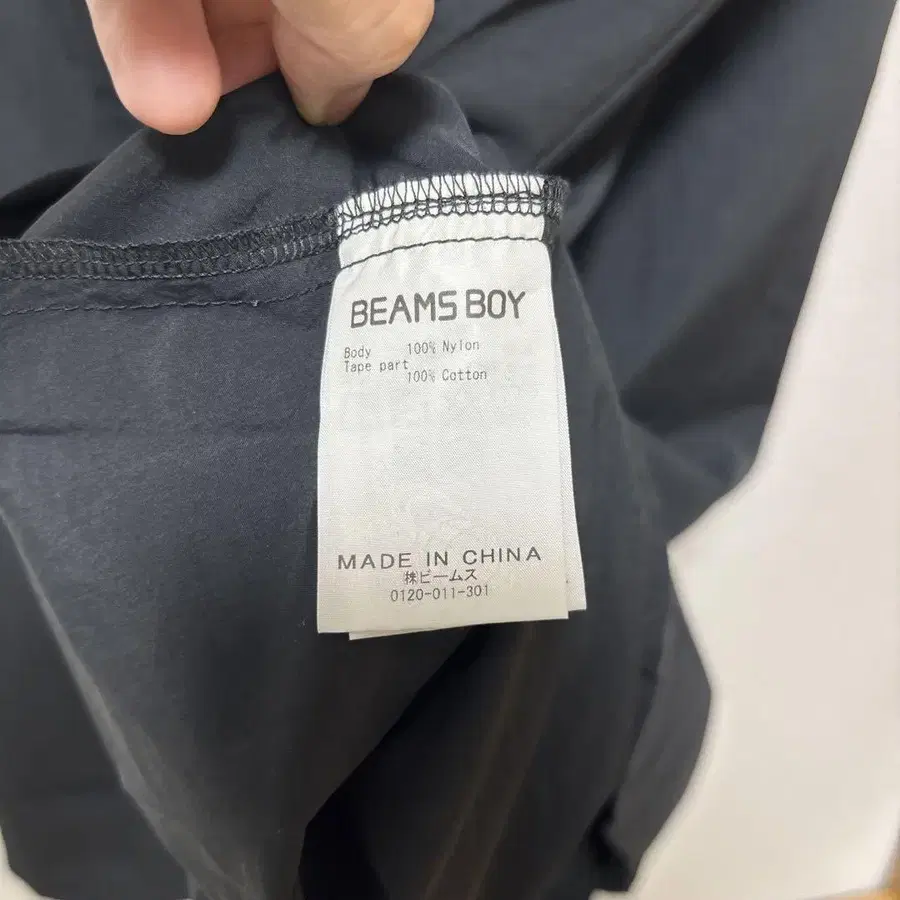 BEAMS BOY
Body 100% Nylon
Tape part
100% Cotton
MADE IN CHINA
㈱ビームス
0120-011-301